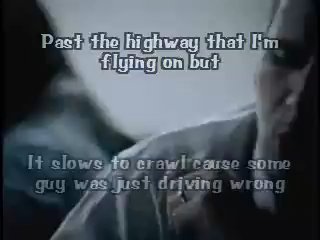 Past the highway that I'm
flying on but
It slows to crawl cause some
guy was just driving wrong